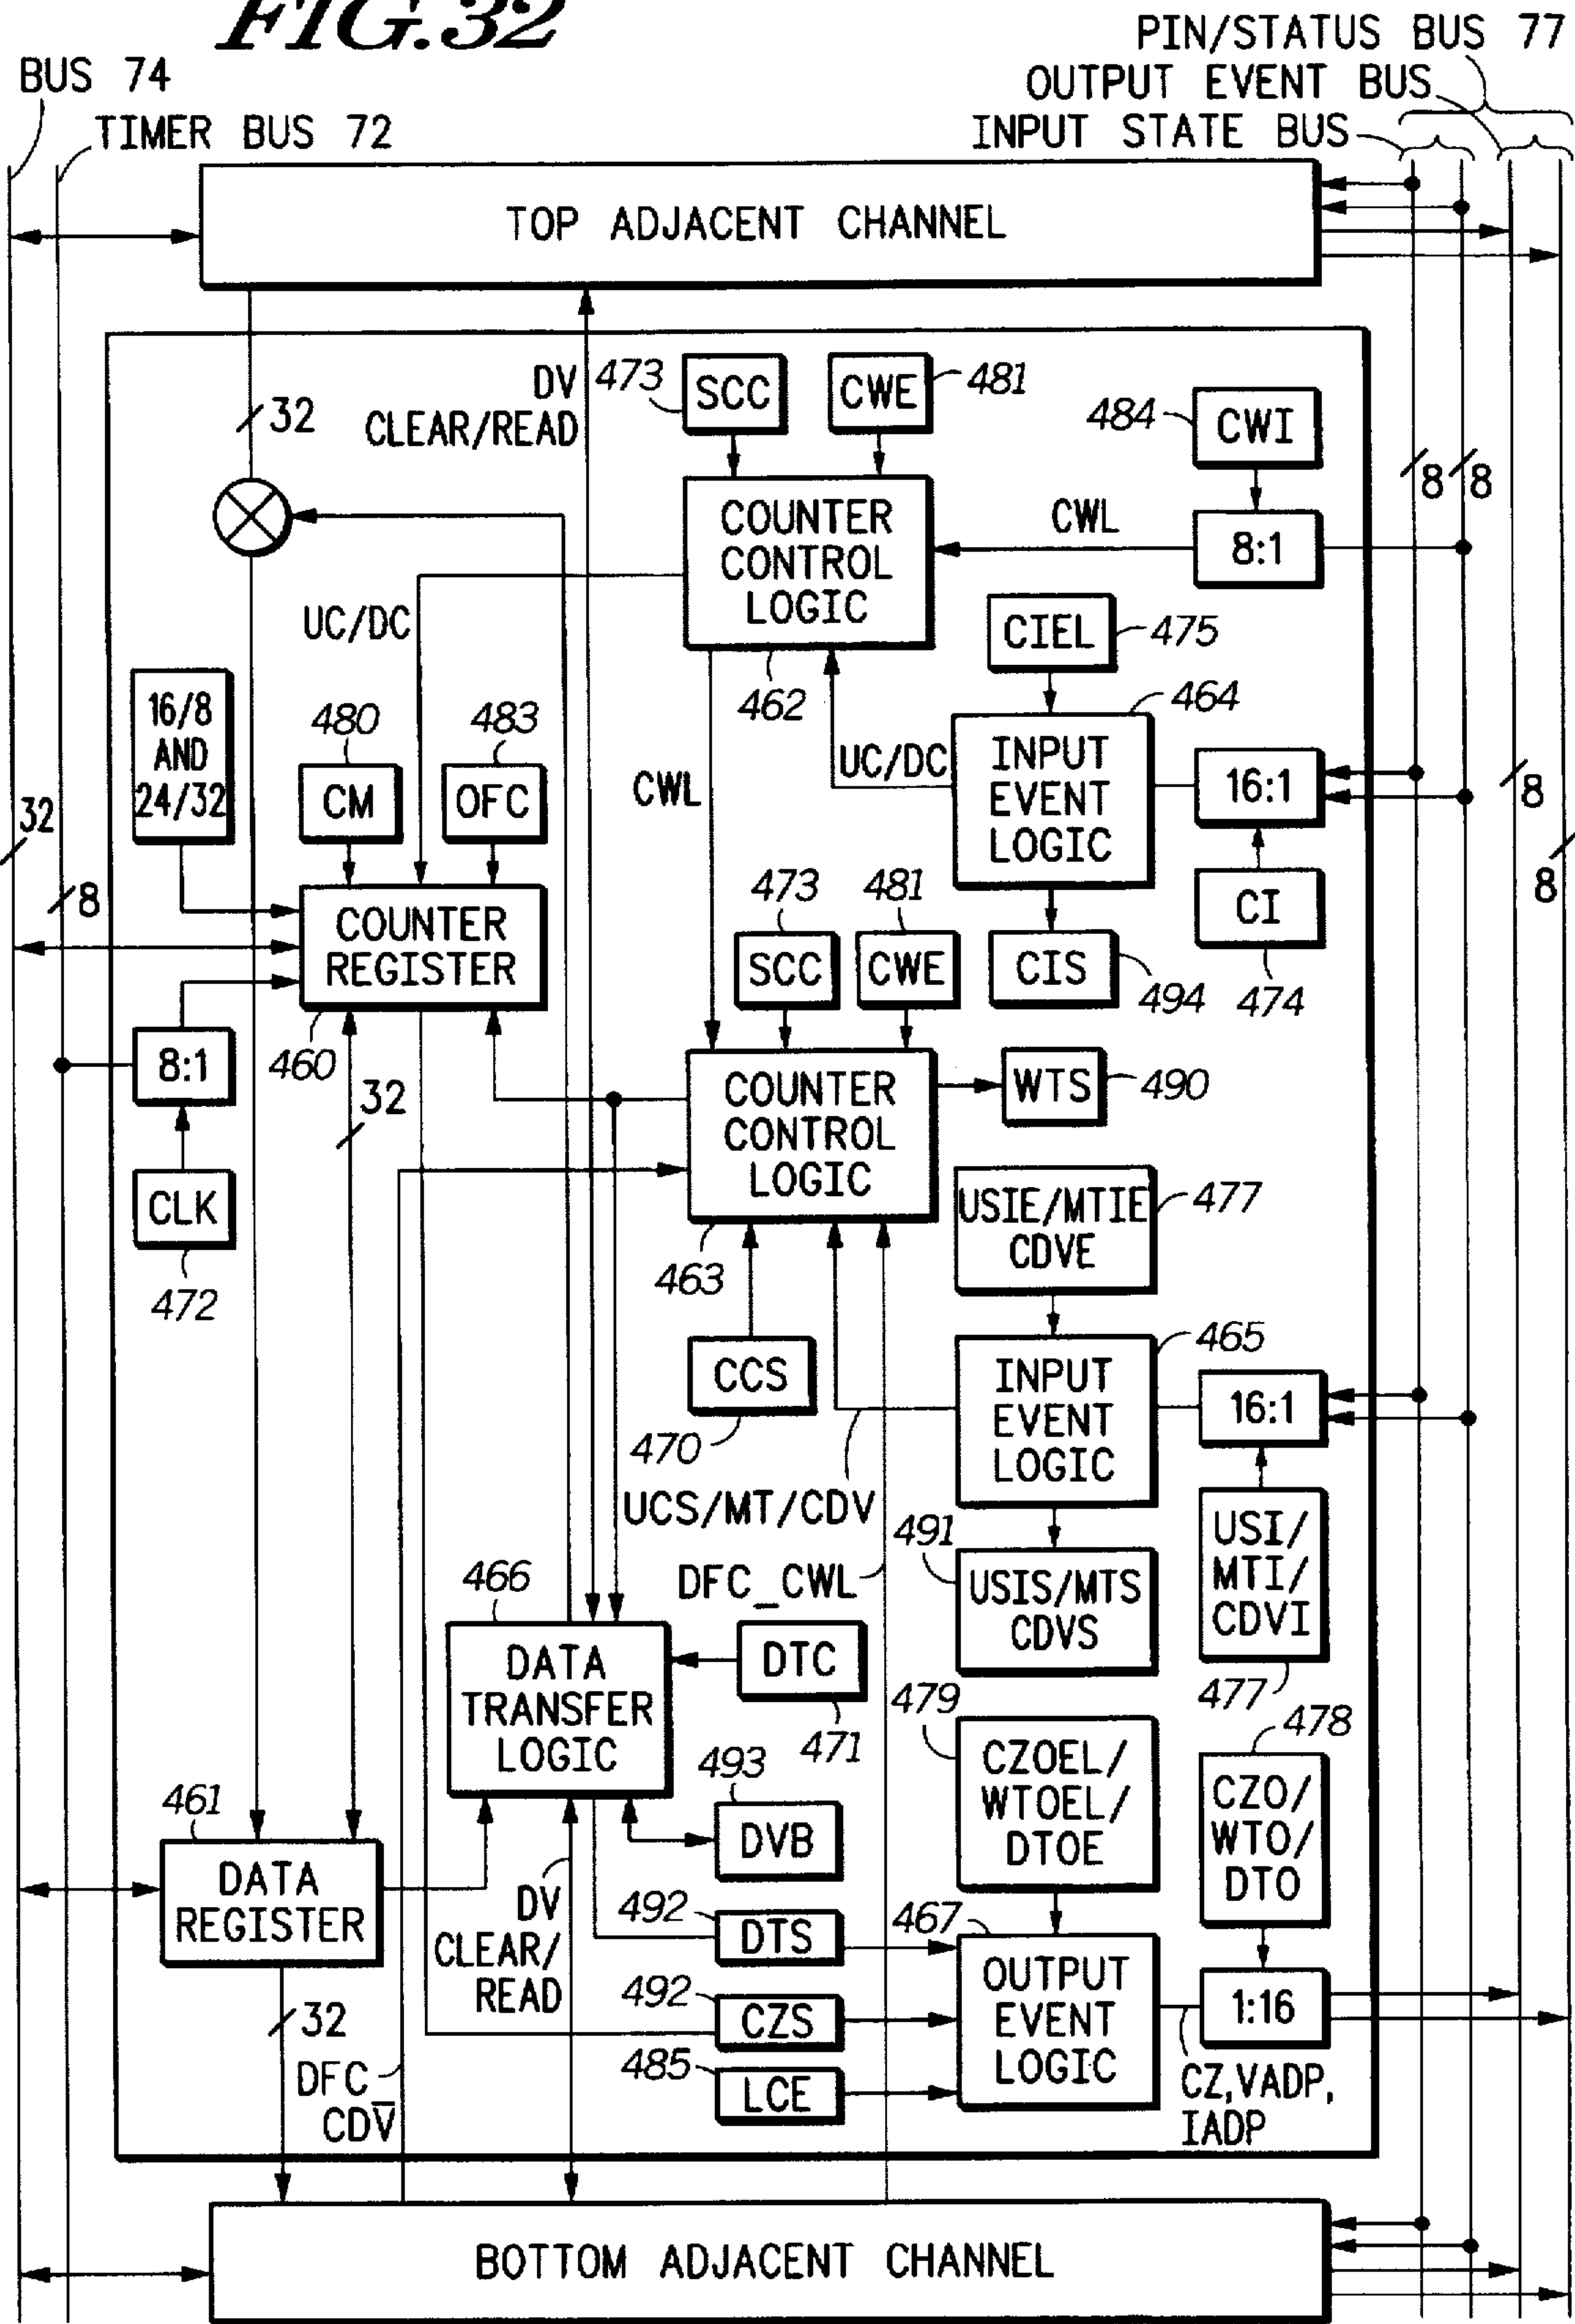 FIG.32
PIN/STATUS BUS 77
BUS 74
OUTPUT EVENT BUS
TIMER BUS 72
INPUT STATE BUS
TOP ADJACENT CHANNEL
32
DV
CLEAR/READ
473
SCC
CWE
481
484
CWI
8
8
COUNTER
CONTROL
LOGIC
462
CWL
8:1
UC/DC
CIEL
475
464
16/8
AND
24/32
480
CM
483
OFC
CWL
UC/DC
INPUT
EVENT
LOGIC
16:1
8
32
8
8
COUNTER
REGISTER
460
473
SCC
481
CWE
CIS
494
CI
474
8:1
CLK
472
32
COUNTER
CONTROL
LOGIC
463
WTS
490
USIE/MTIE
CDVE
477
CCS
470
465
INPUT
EVENT
LOGIC
16:1
UCS/MT/CDV
491
USIS/MTS
CDVS
USI/
MTI/
CDVI
477
DFC_CWL
466
DATA
TRANSFER
LOGIC
DTC
471
479
CZOEL/
WTOEL/
DTOE
478
CZO/
WTO/
DTO
493
DVB
461
DATA
REGISTER
DV
CLEAR/
READ
492
DTS
467
OUTPUT
EVENT
LOGIC
1:16
492
CZS
485
LCE
CZ,VADP,
IADP
32
DFC
CDV̅
BOTTOM ADJACENT CHANNEL